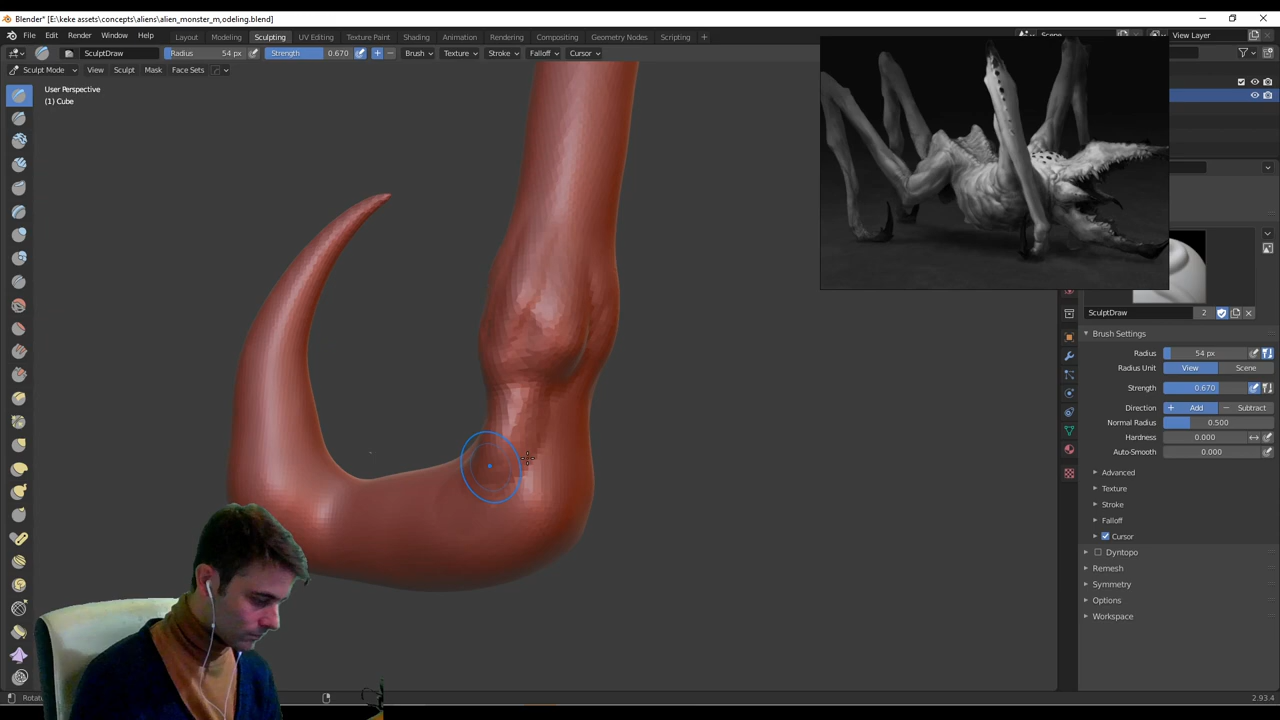 Blender* [E:\keke assets\concepts\aliens\alien_monster_m,odeling.blend]
File Edit Render Window Help Layout Modeling Sculpting UV Editing Texture Paint Shading Animation Rendering Compositing Geometry Nodes Scripting + Scene View Layer
SculptDraw Radius 54 px Strength 0.670 + − Brush Texture Stroke Falloff Cursor
Sculpt Mode View Sculpt Mask Face Sets
User Perspective
(1) Cube
SculptDraw 2
Brush Settings
Radius 54 px
Radius Unit View Scene
Strength 0.670
Direction + Add − Subtract
Normal Radius 0.500
Hardness 0.000
Auto-Smooth 0.000
Advanced
Texture
Stroke
Falloff
Cursor
Dyntopo
Remesh
Symmetry
Options
Workspace
2.93.4